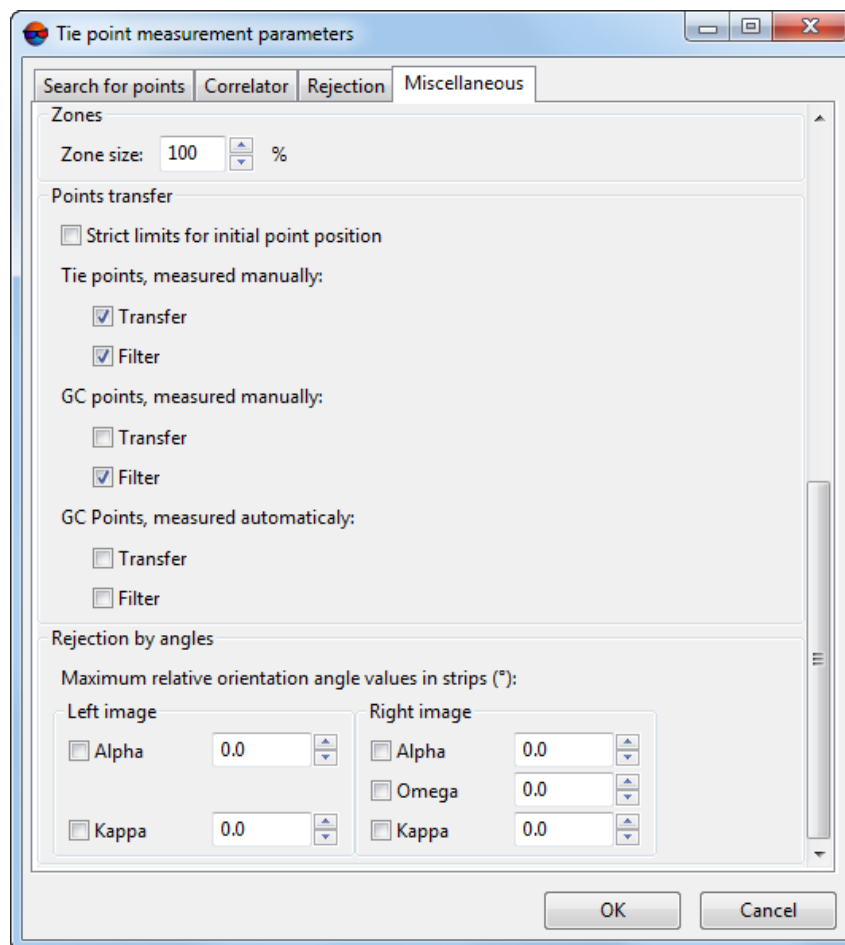 Tie point measurement parameters
Search for points Correlator Rejection Miscellaneous
Zones
Zone size: 100 %
Points transfer
Strict limits for initial point position
Tie points, measured manually:
Transfer
Filter
GC points, measured manually:
Transfer
Filter
GC Points, measured automaticaly:
Transfer
Filter
Rejection by angles
Maximum relative orientation angle values in strips (°):
Left image Right image
Alpha 0.0 Alpha 0.0
Omega 0.0
Kappa 0.0 Kappa 0.0
OK Cancel